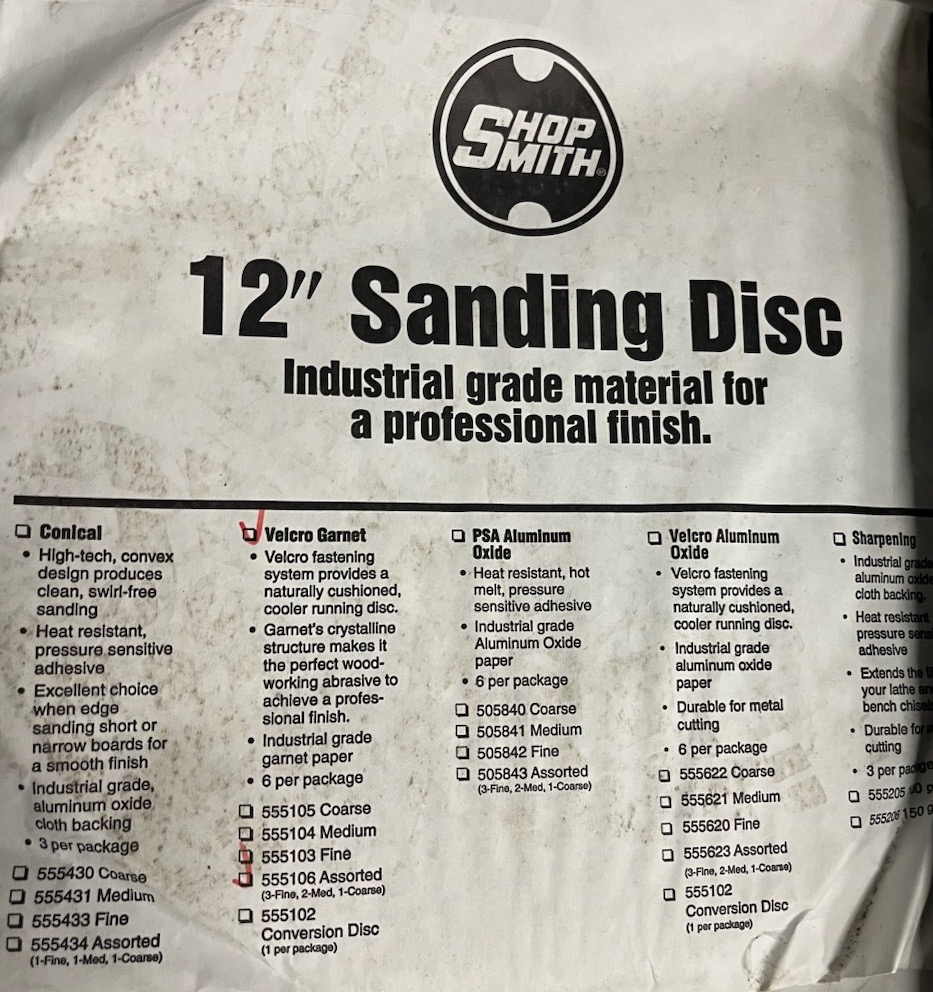 SHOP
SMITH®
12" Sanding Disc
Industrial grade material for
a professional finish.
Conical
• High-tech, convex
design produces
clean, swirl-free
sanding
• Heat resistant,
pressure sensitive
adhesive
• Excellent choice
when edge
sanding short or
narrow boards for
a smooth finish
• Industrial grade,
aluminum oxide
cloth backing
• 3 per package
555430 Coarse
555431 Medium
555433 Fine
555434 Assorted
(1-Fine, 1-Med, 1-Coarse)
Velcro Garnet
• Velcro fastening
system provides a
naturally cushioned,
cooler running disc.
• Garnet's crystalline
structure makes it
the perfect wood-
working abrasive to
achieve a profes-
sional finish.
• Industrial grade
garnet paper
• 6 per package
555105 Coarse
555104 Medium
555103 Fine
555106 Assorted
(3-Fine, 2-Med, 1-Coarse)
555102
Conversion Disc
(1 per package)
PSA Aluminum
Oxide
• Heat resistant, hot
melt, pressure
sensitive adhesive
• Industrial grade
Aluminum Oxide
paper
• 6 per package
505840 Coarse
505841 Medium
505842 Fine
505843 Assorted
(3-Fine, 2-Med, 1-Coarse)
Velcro Aluminum
Oxide
• Velcro fastening
system provides a
naturally cushioned,
cooler running disc.
• Industrial grade
aluminum oxide
paper
• Durable for metal
cutting
• 6 per package
555622 Coarse
555621 Medium
555620 Fine
555623 Assorted
(3-Fine, 2-Med, 1-Coarse)
555102
Conversion Disc
(1 per package)
Sharpening
• Industrial grade
aluminum oxide
cloth backing.
• Heat resistant
pressure
adhesive
• Extends the
your lathe
bench
• Durable for
cutting
• 3 per package
555205
555206 150